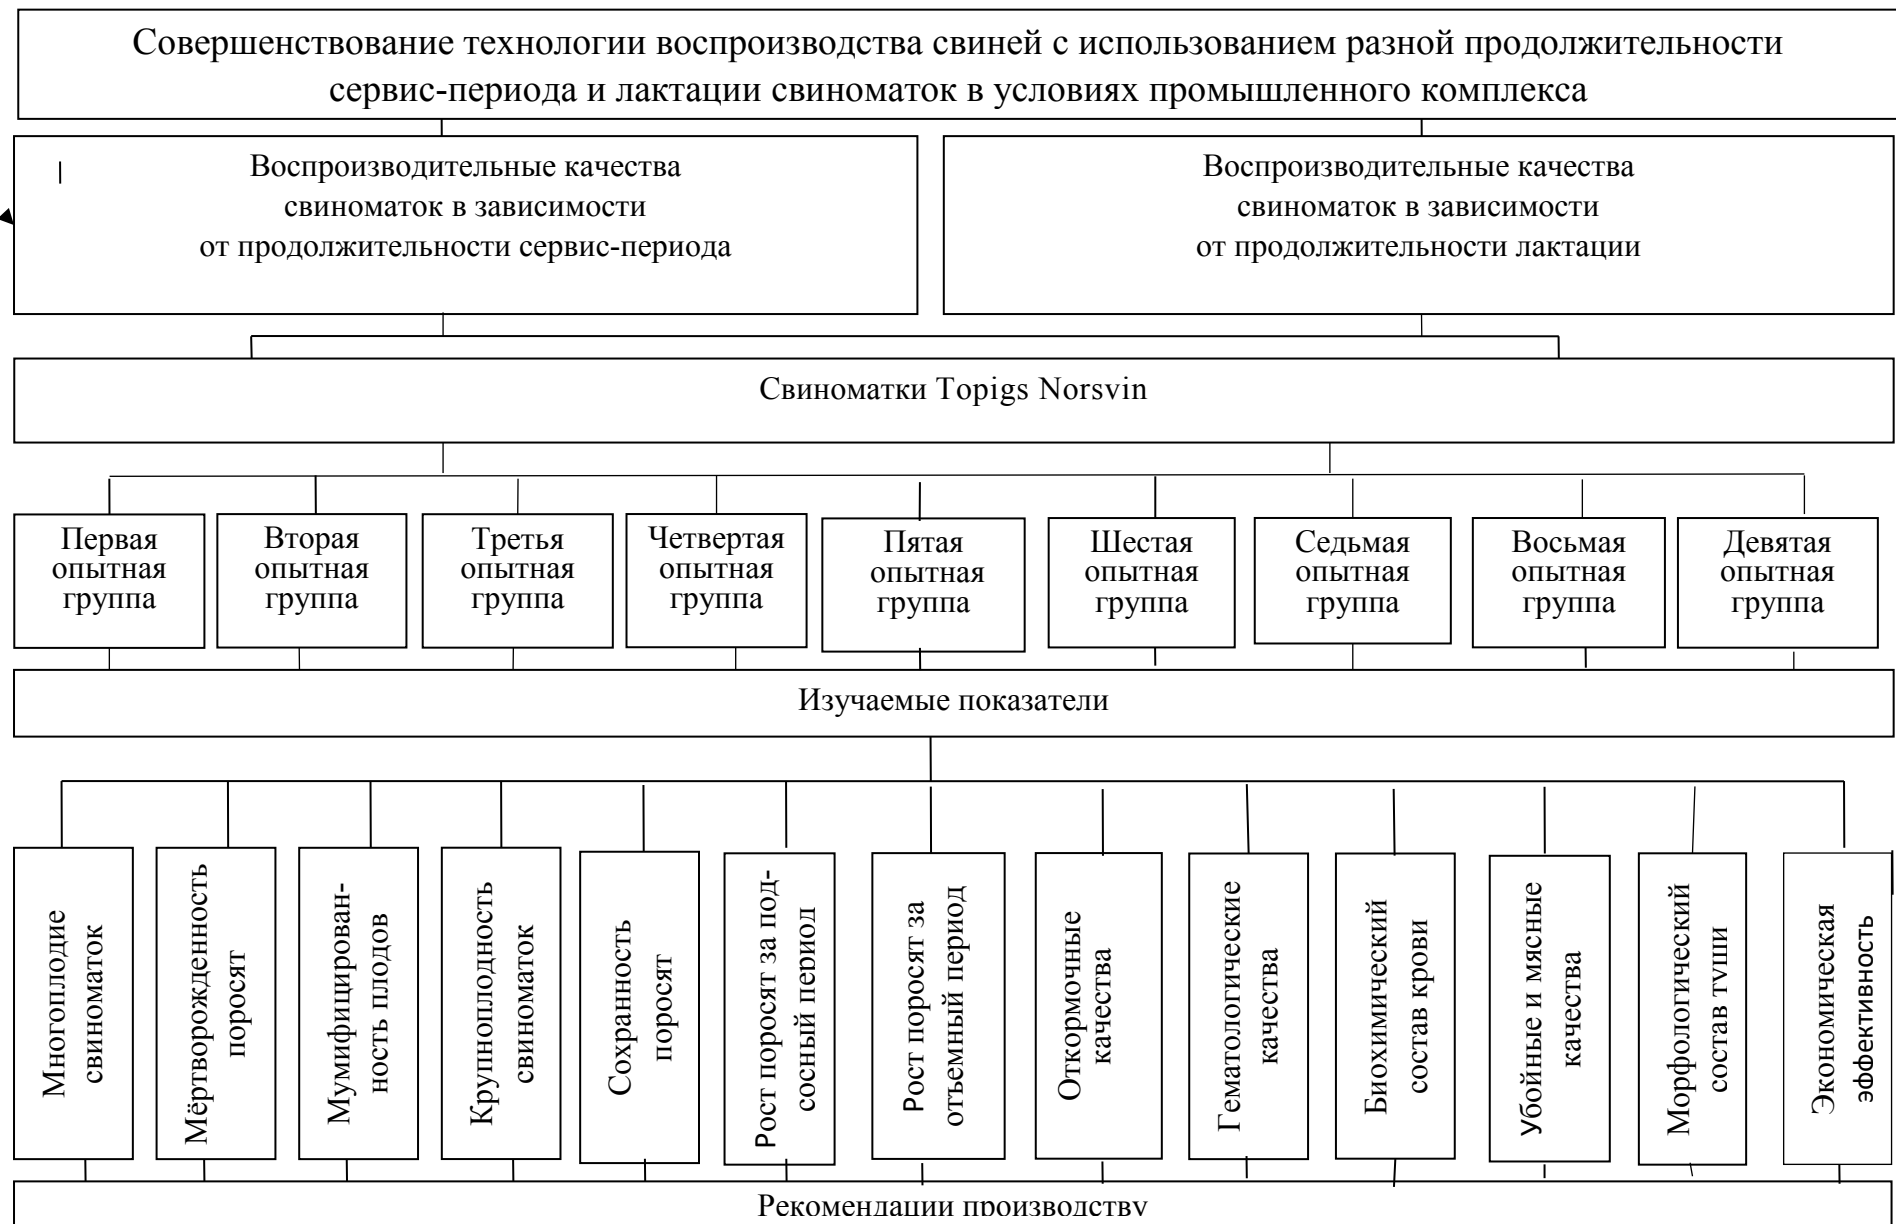 Совершенствование технологии воспроизводства свиней с использованием разной продолжительности
сервис-периода и лактации свиноматок в условиях промышленного комплекса
Воспроизводительные качества
свиноматок в зависимости
от продолжительности сервис-периода
Воспроизводительные качества
свиноматок в зависимости
от продолжительности лактации
Свиноматки Topigs Norsvin
Первая
опытная
группа
Вторая
опытная
группа
Третья
опытная
группа
Четвертая
опытная
группа
Пятая
опытная
группа
Шестая
опытная
группа
Седьмая
опытная
группа
Восьмая
опытная
группа
Девятая
опытная
группа
Изучаемые показатели
Многоплодие
свиноматок
Мёртворожденность
поросят
Мумифицирован-
ность плодов
Крупноплодность
свиноматок
Сохранность
поросят
Рост поросят за под-
сосный период
Рост поросят за
отъемный период
Откормочные
качества
Гематологические
качества
Биохимический
состав крови
Убойные и мясные
качества
Морфологический
состав туши
Экономическая
эффективность
Рекомендации производству